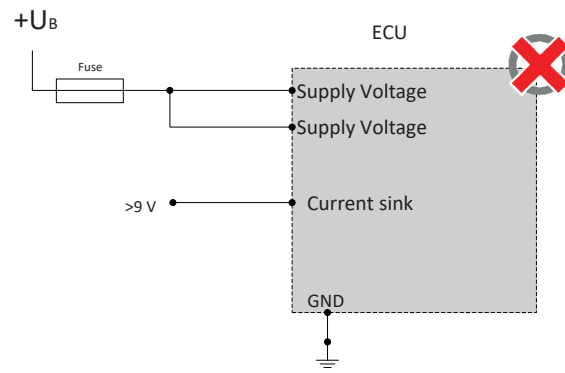 +UB
ECU
Fuse
Supply Voltage
Supply Voltage
>9 V
Current sink
GND